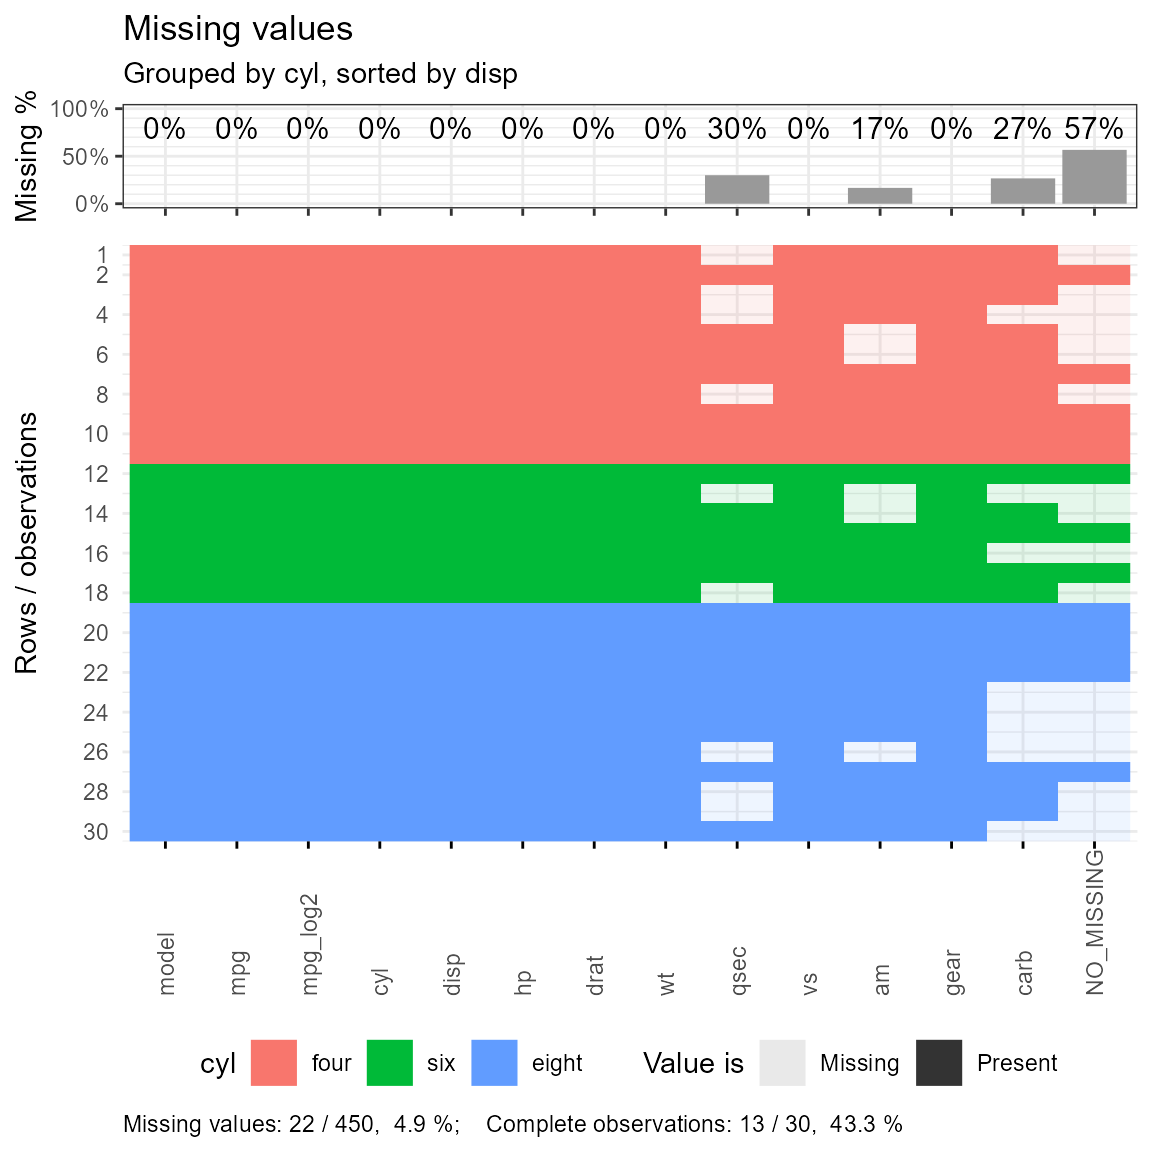 Missing values
Grouped by cyl, sorted by disp
Missing %
100%
50%
0%
0% 0% 0% 0% 0% 0% 0% 0% 30% 0% 17% 0% 27% 57%
Rows / observations
1
2
4
6
8
10
12
14
16
18
20
22
24
26
28
30
model mpg mpg_log2 cyl disp hp drat wt qsec vs am gear carb NO_MISSING
cyl four six eight Value is Missing Present
Missing values: 22 / 450, 4.9 %; Complete observations: 13 / 30, 43.3 %